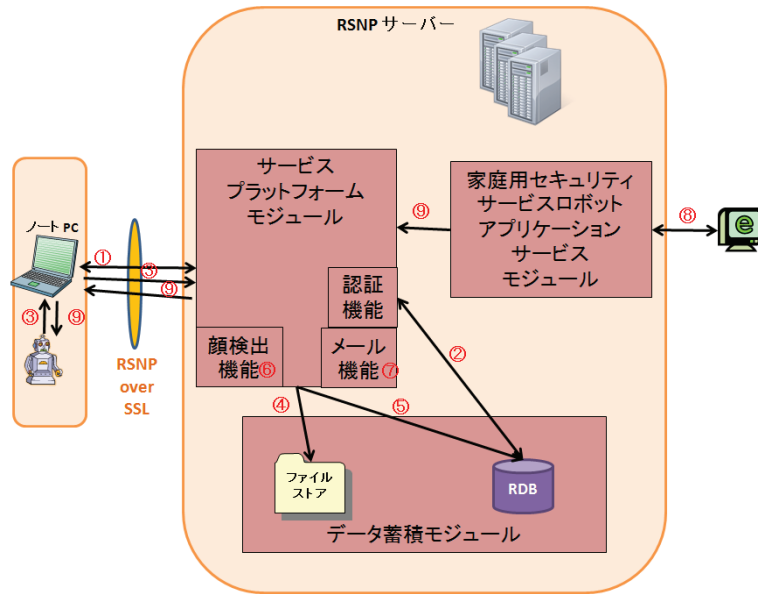 RSNP サーバー
サービス
プラットフォーム
モジュール
家庭用セキュリティ
サービスロボット
アプリケーション
サービス
モジュール
⑨
⑧
e
ノート PC
①
③
⑨
③
⑨
認証
機能
顔検出
機能⑥
メール
機能⑦
RSNP
over
SSL
②
④
⑤
ファイル
ストア
RDB
データ蓄積モジュール